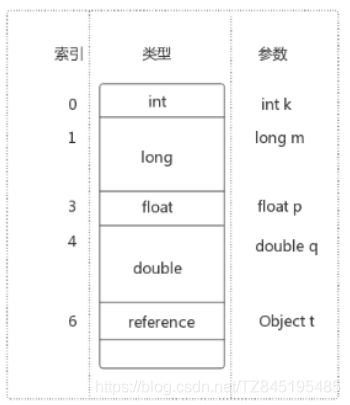 索引 类型 参数
0 int int k
1 long long m
3 float float p
4 double double q
6 reference Object t
https://blog.csdn.net/TZ845195485